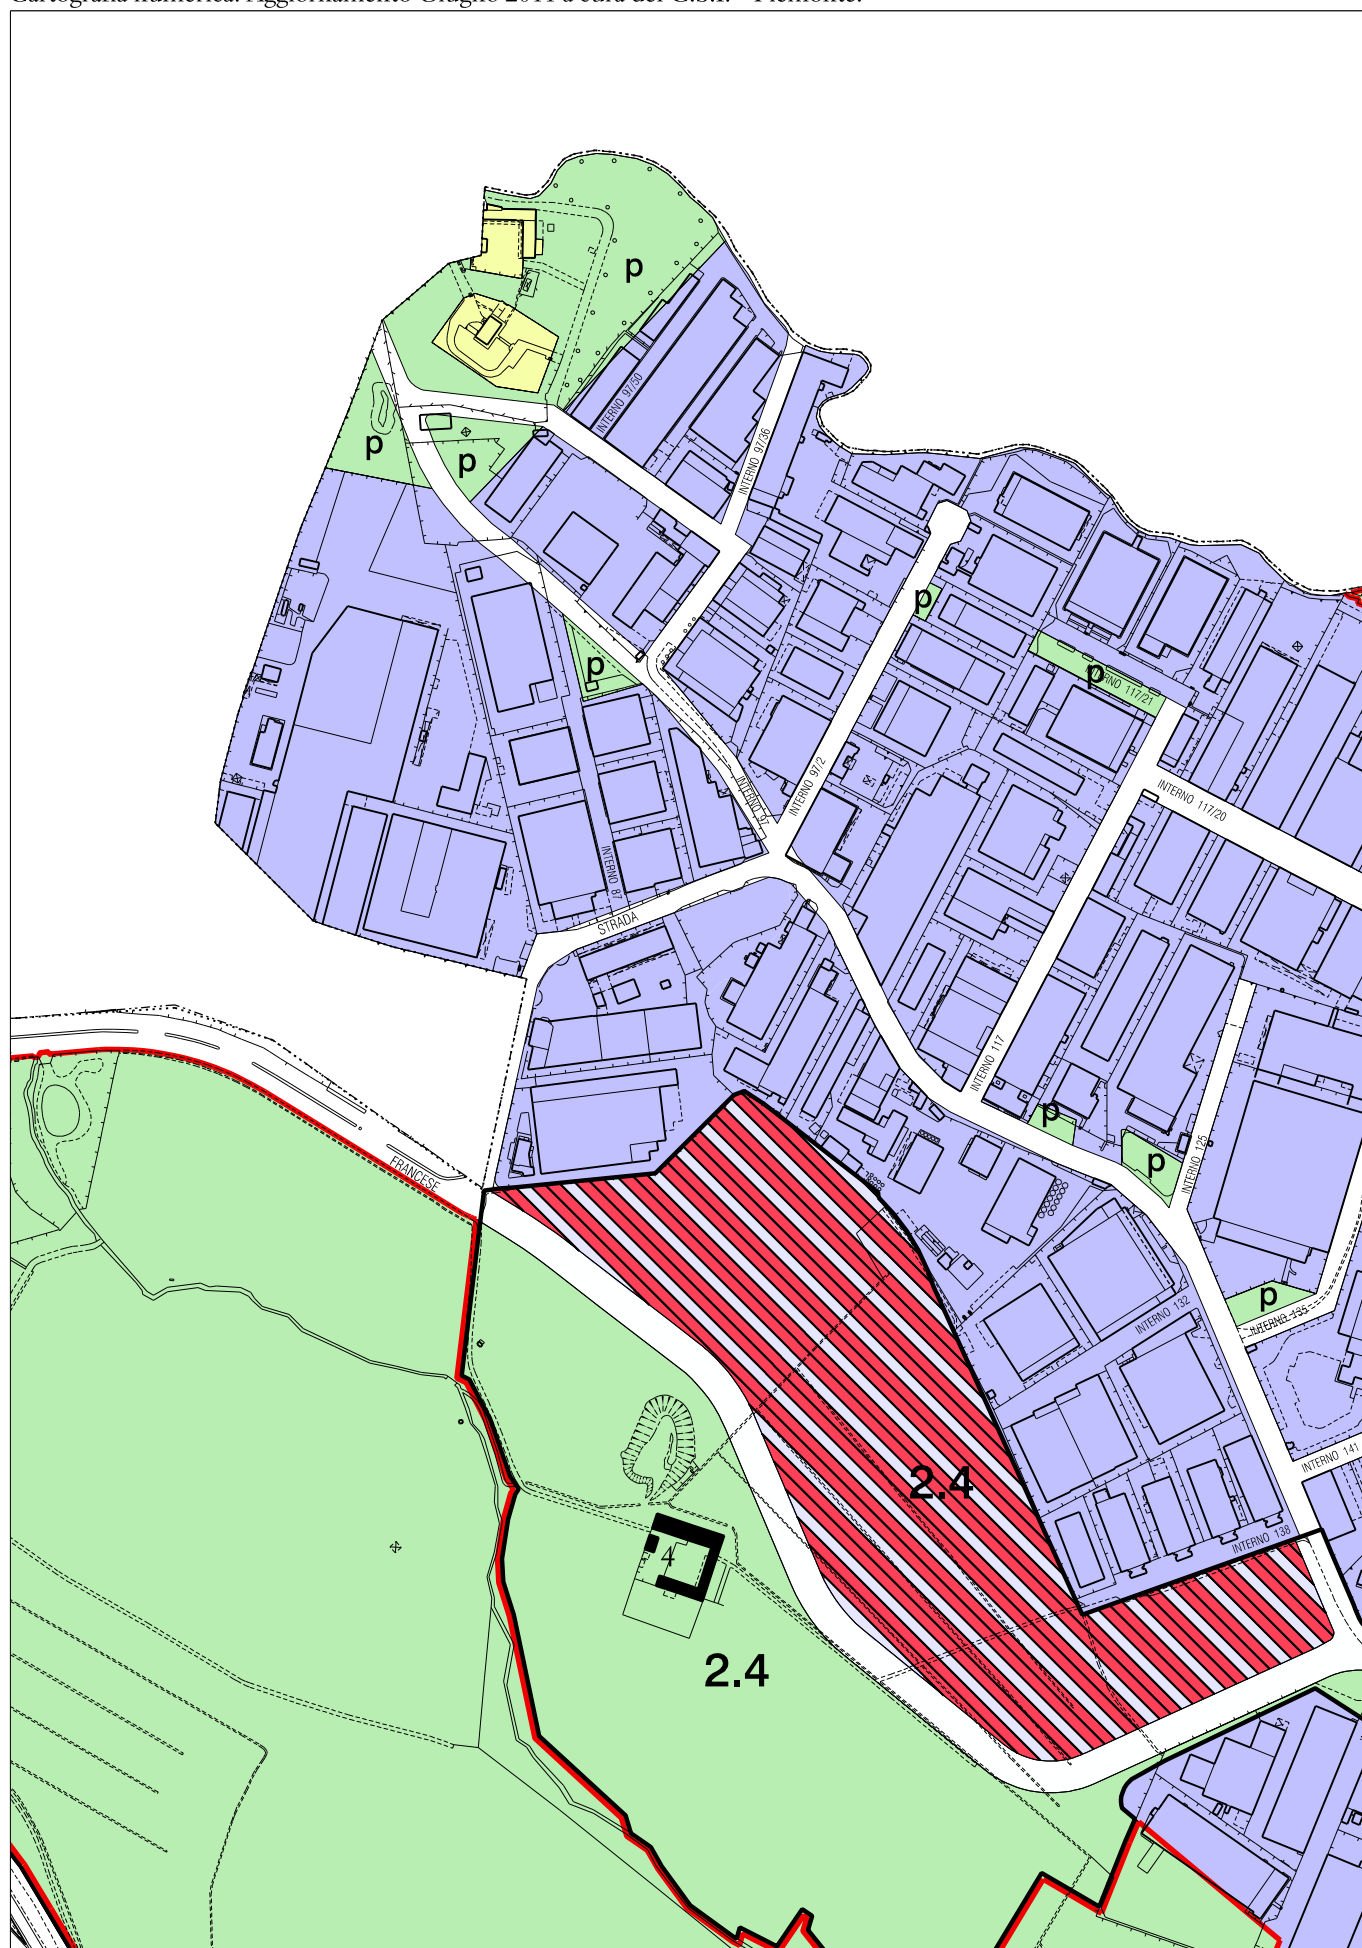 Cartografia numerica: Aggiornamento Giugno 2011 a cura del C.S.I. - Piemonte.
p
INTERNO 97/50
INTERNO 97/36
p
p
p
p
p
INTERNO 117/21
INTERNO 97/2
INTERNO 97
INTERNO 117/20
INTERNO 87
STRADA
INTERNO 117
p
p
INTERNO 125
FRANCESE
p
INTERNO 135
INTERNO 132
INTERNO 141
2.4
INTERNO 138
4
2.4